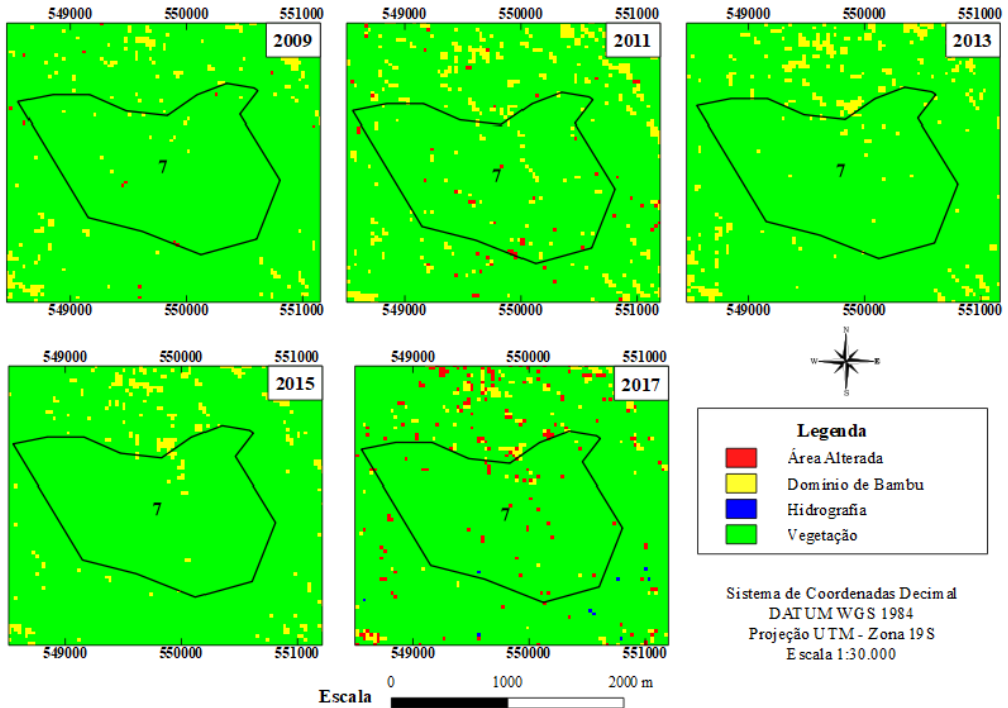 549000 550000 551000
2009
7
549000 550000 551000
549000 550000 551000
2011
7
549000 550000 551000
549000 550000 551000
2013
7
549000 550000 551000
549000 550000 551000
2015
7
549000 550000 551000
549000 550000 551000
2017
7
549000 550000 551000
N
W E
S
Legenda
Área Alterada
Domínio de Bambu
Hidrografia
Vegetação
Sistema de Coordenadas Decimal
DATUM WGS 1984
Projeção UTM - Zona 19S
Escala 1:30.000
Escala
0 1000 2000 m